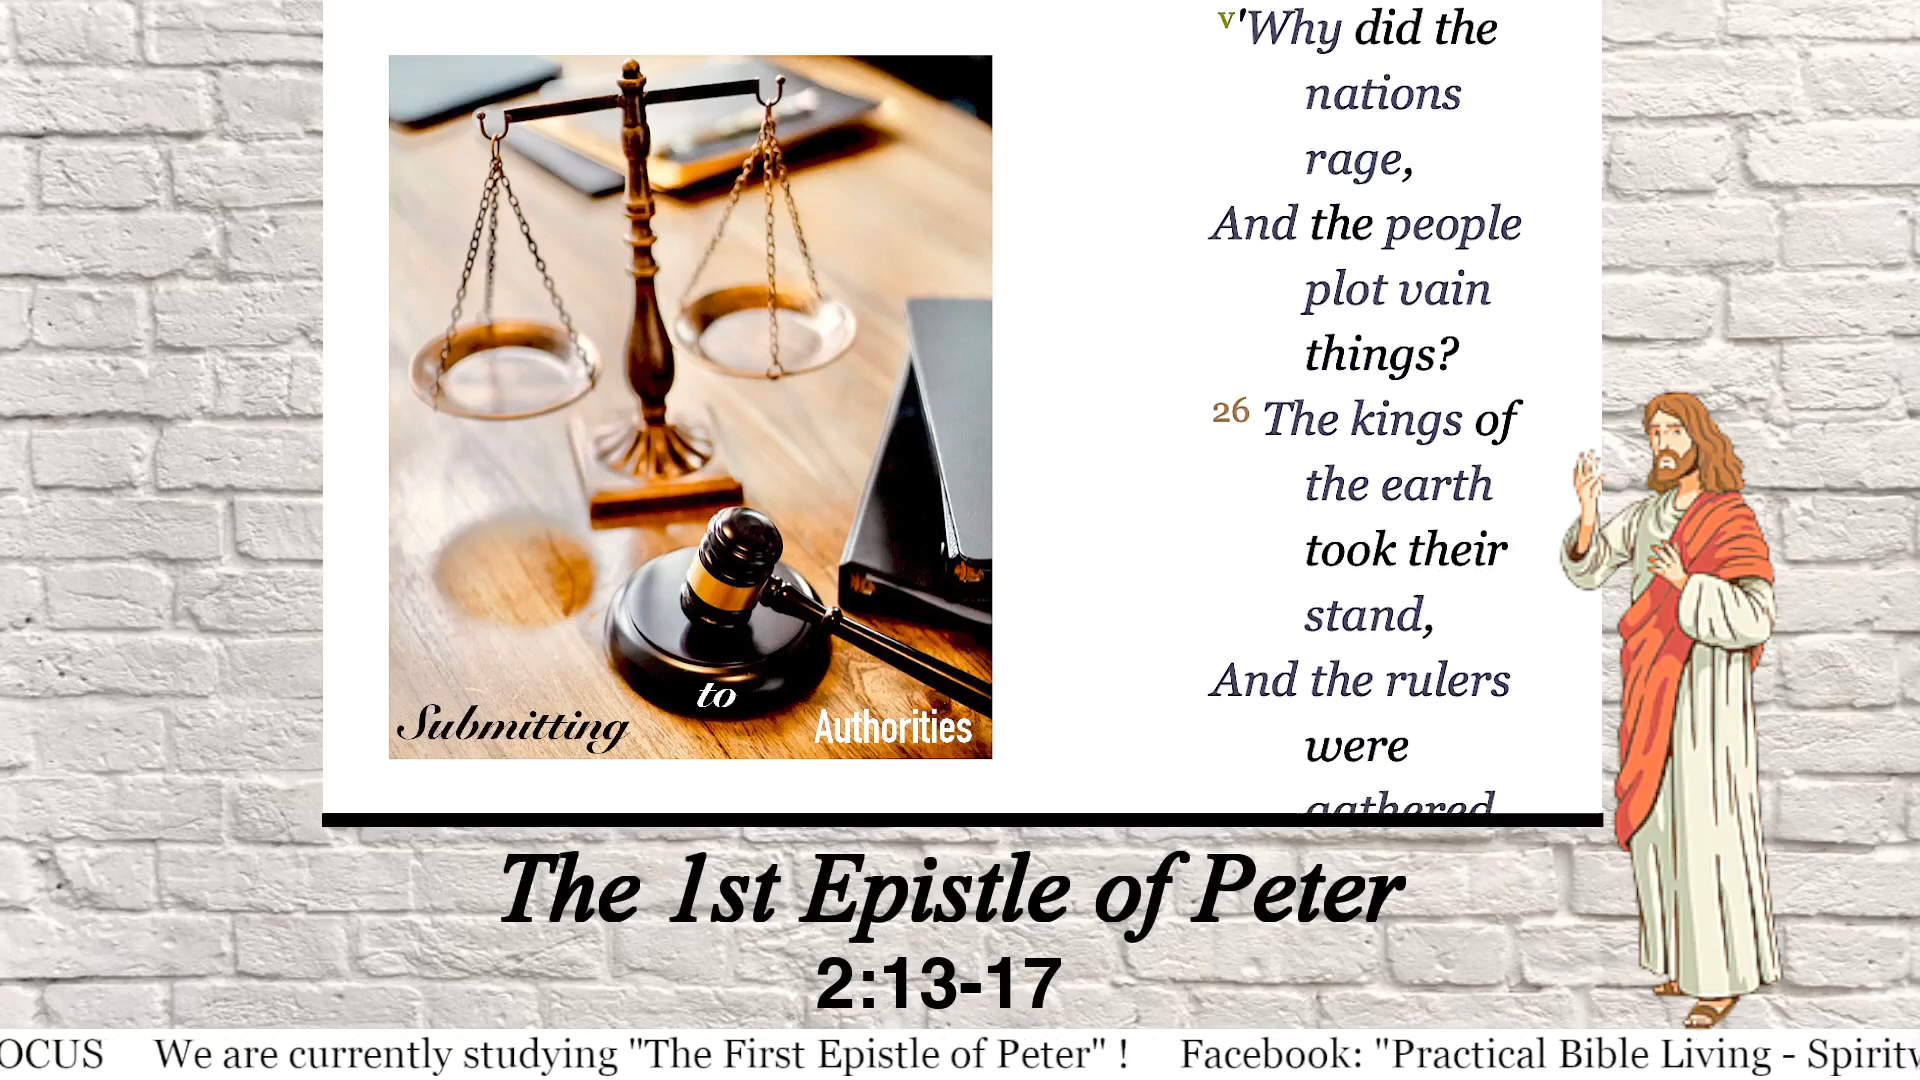 v'Why did the
nations
rage,
And the people
plot vain
things?
26 The kings of
the earth
took their
stand,
And the rulers
were
gathered
Submitting
to
Authorities
The 1st Epistle of Peter
2:13-17
OCUS We are currently studying "The First Epistle of Peter" ! Facebook: "Practical Bible Living - Spiritw